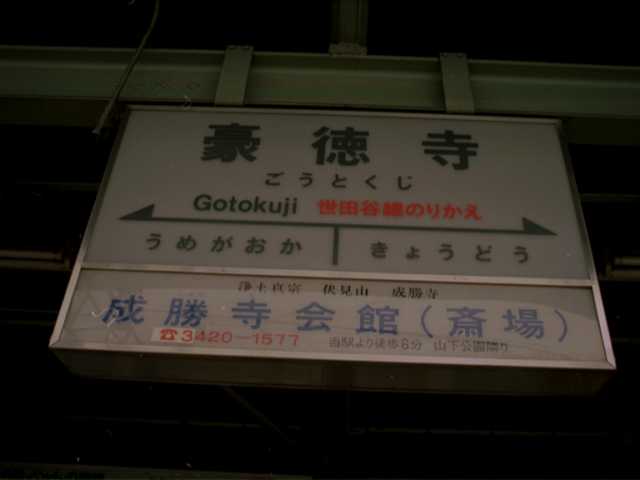 豪徳寺
ごうとくじ
Gotokuji 世田谷線のりかえ
うめがおか きょうどう
浄土真宗 伏見山 成勝寺
成勝寺会館(斎場)
☎3420-1577 当駅より徒歩8分 山下公園隣り